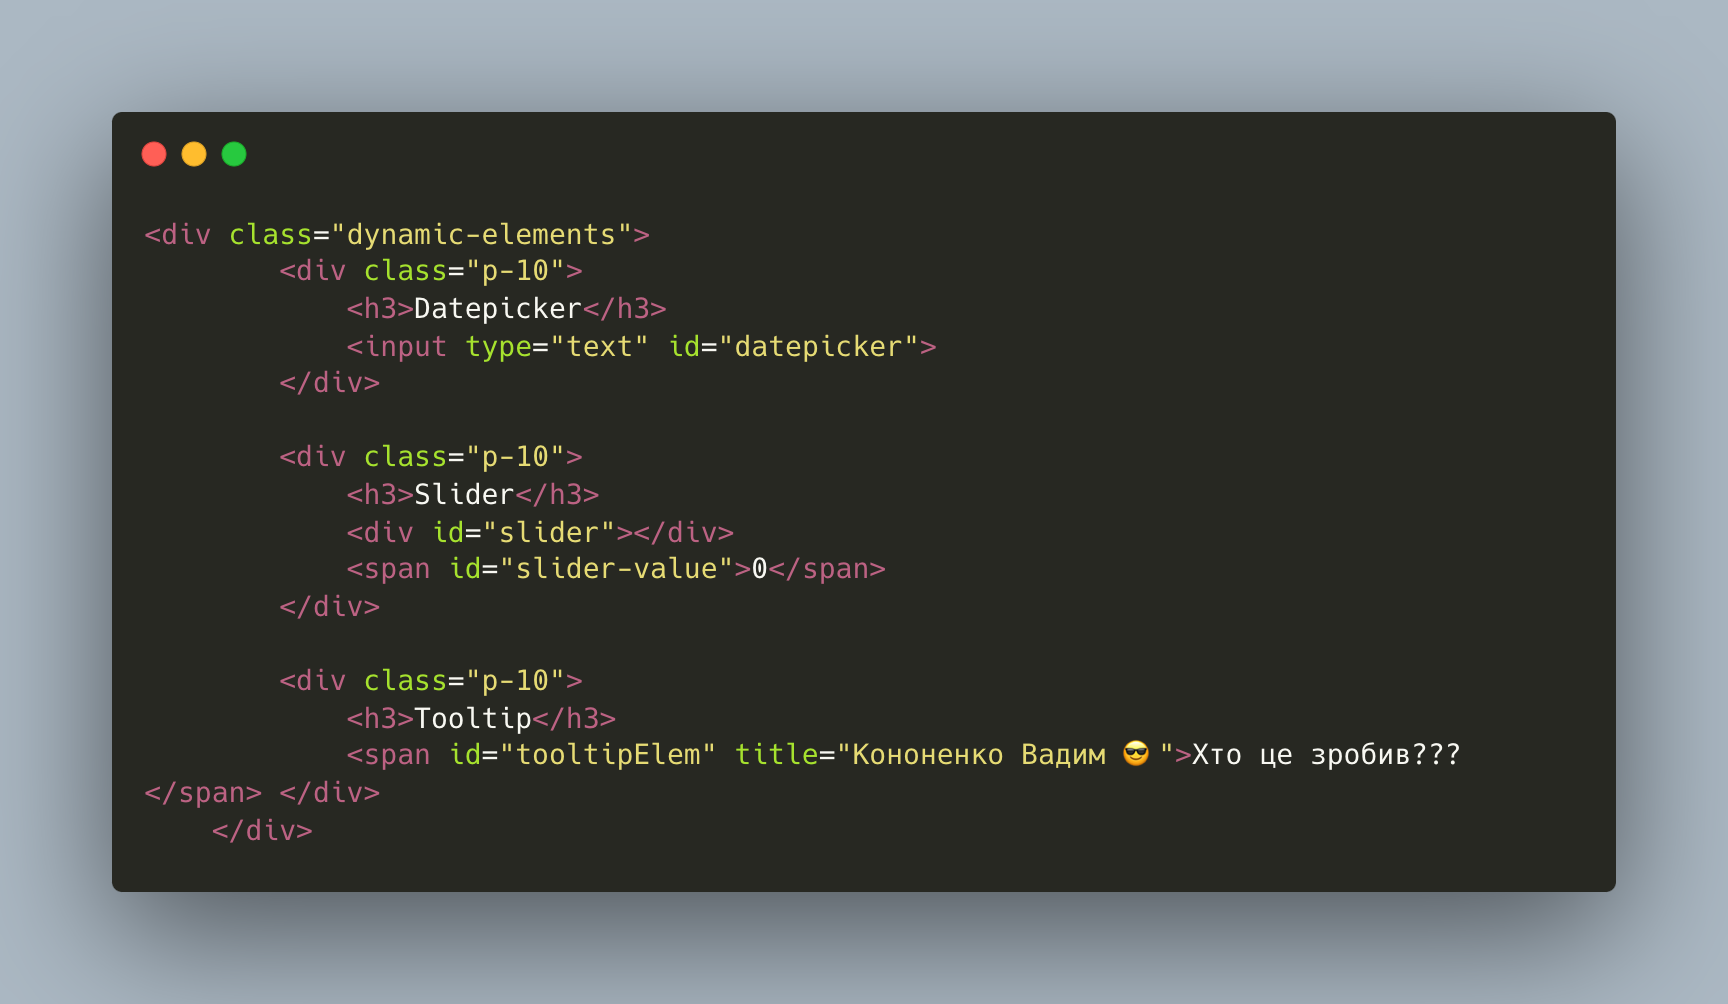 <div class="dynamic-elements">
        <div class="p-10">
            <h3>Datepicker</h3>
            <input type="text" id="datepicker">
        </div>

        <div class="p-10">
            <h3>Slider</h3>
            <div id="slider"></div>
            <span id="slider-value">0</span>
        </div>

        <div class="p-10">
            <h3>Tooltip</h3>
            <span id="tooltipElem" title="Кононенко Вадим 😎 ">Хто це зробив???
</span> </div>
    </div>